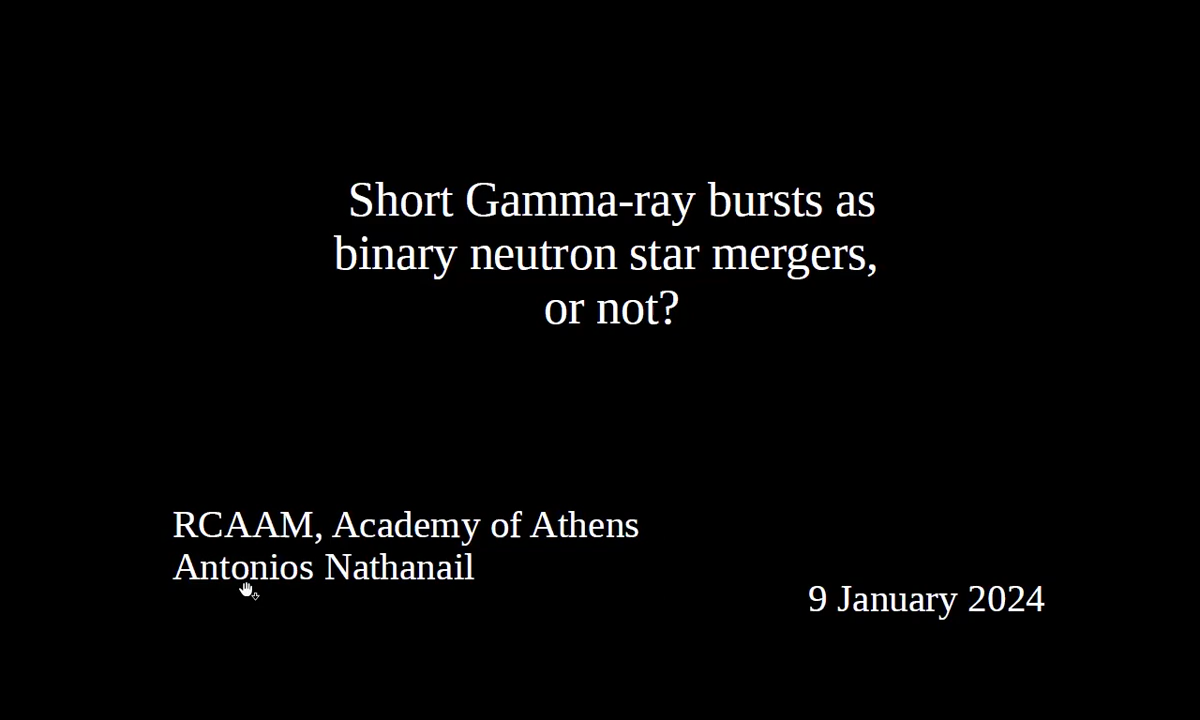 Short Gamma-ray bursts as
binary neutron star mergers,
or not?
RCAAM, Academy of Athens
Antonios Nathanail
9 January 2024